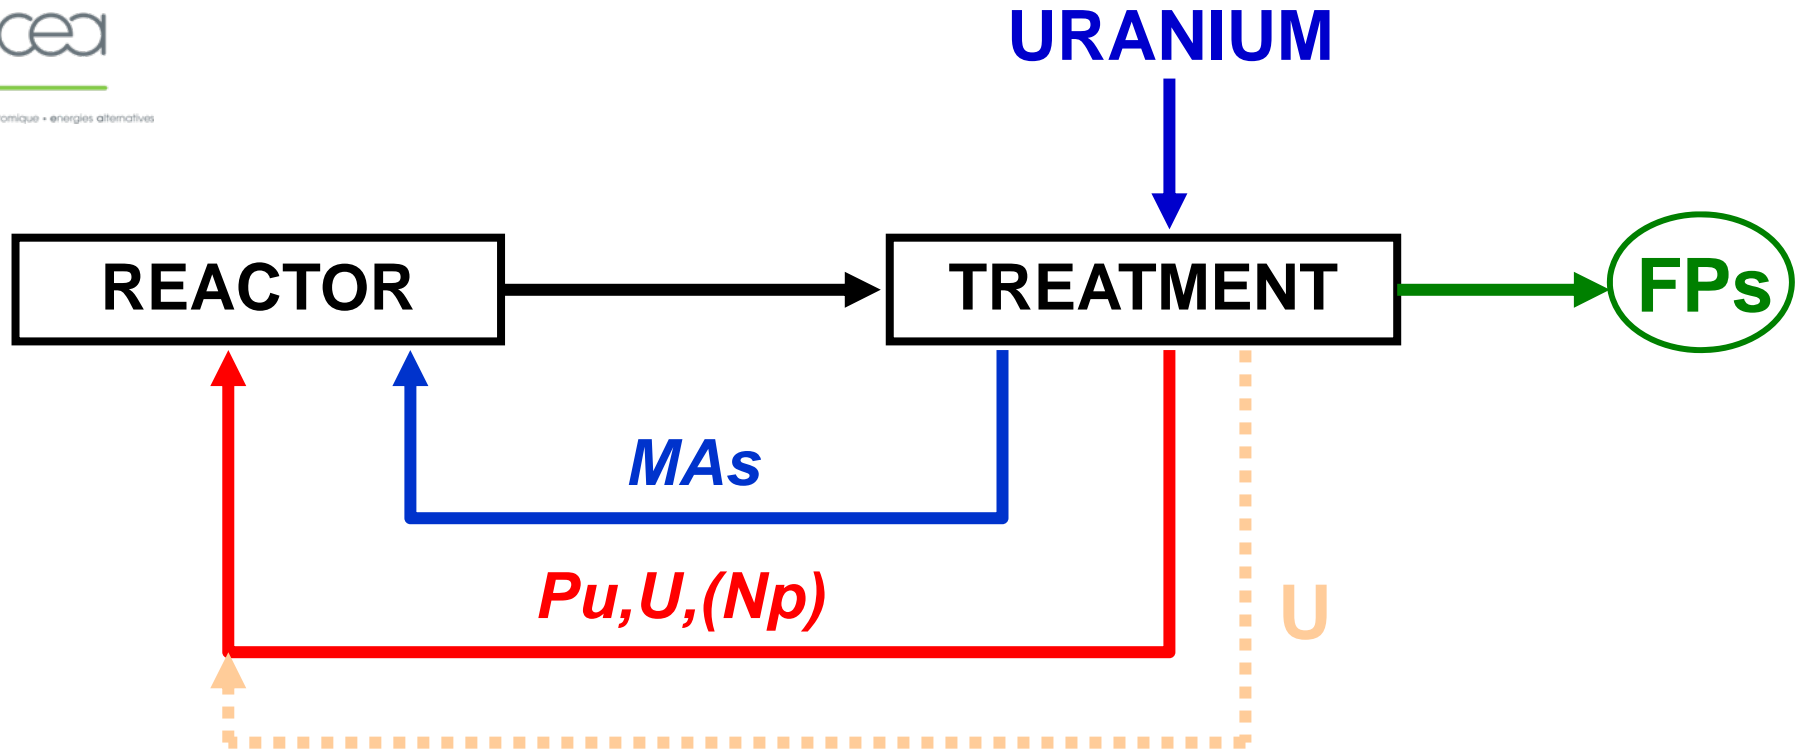 cea
omique • energies alternatives
URANIUM
REACTOR
TREATMENT
FPs
MAs
Pu,U,(Np)
U